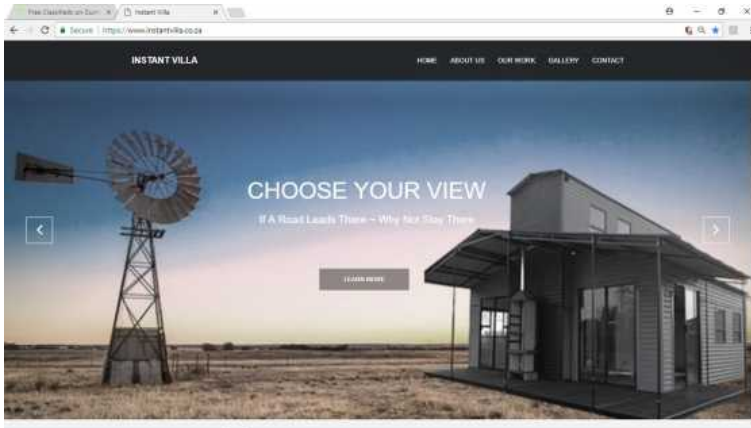 Instant Villa
Secure https://www.instantvilla.co.za
INSTANT VILLA
HOME ABOUT US OUR WORK GALLERY CONTACT
CHOOSE YOUR VIEW
If A Road Leads There ~ Why Not Stay There
LEARN MORE